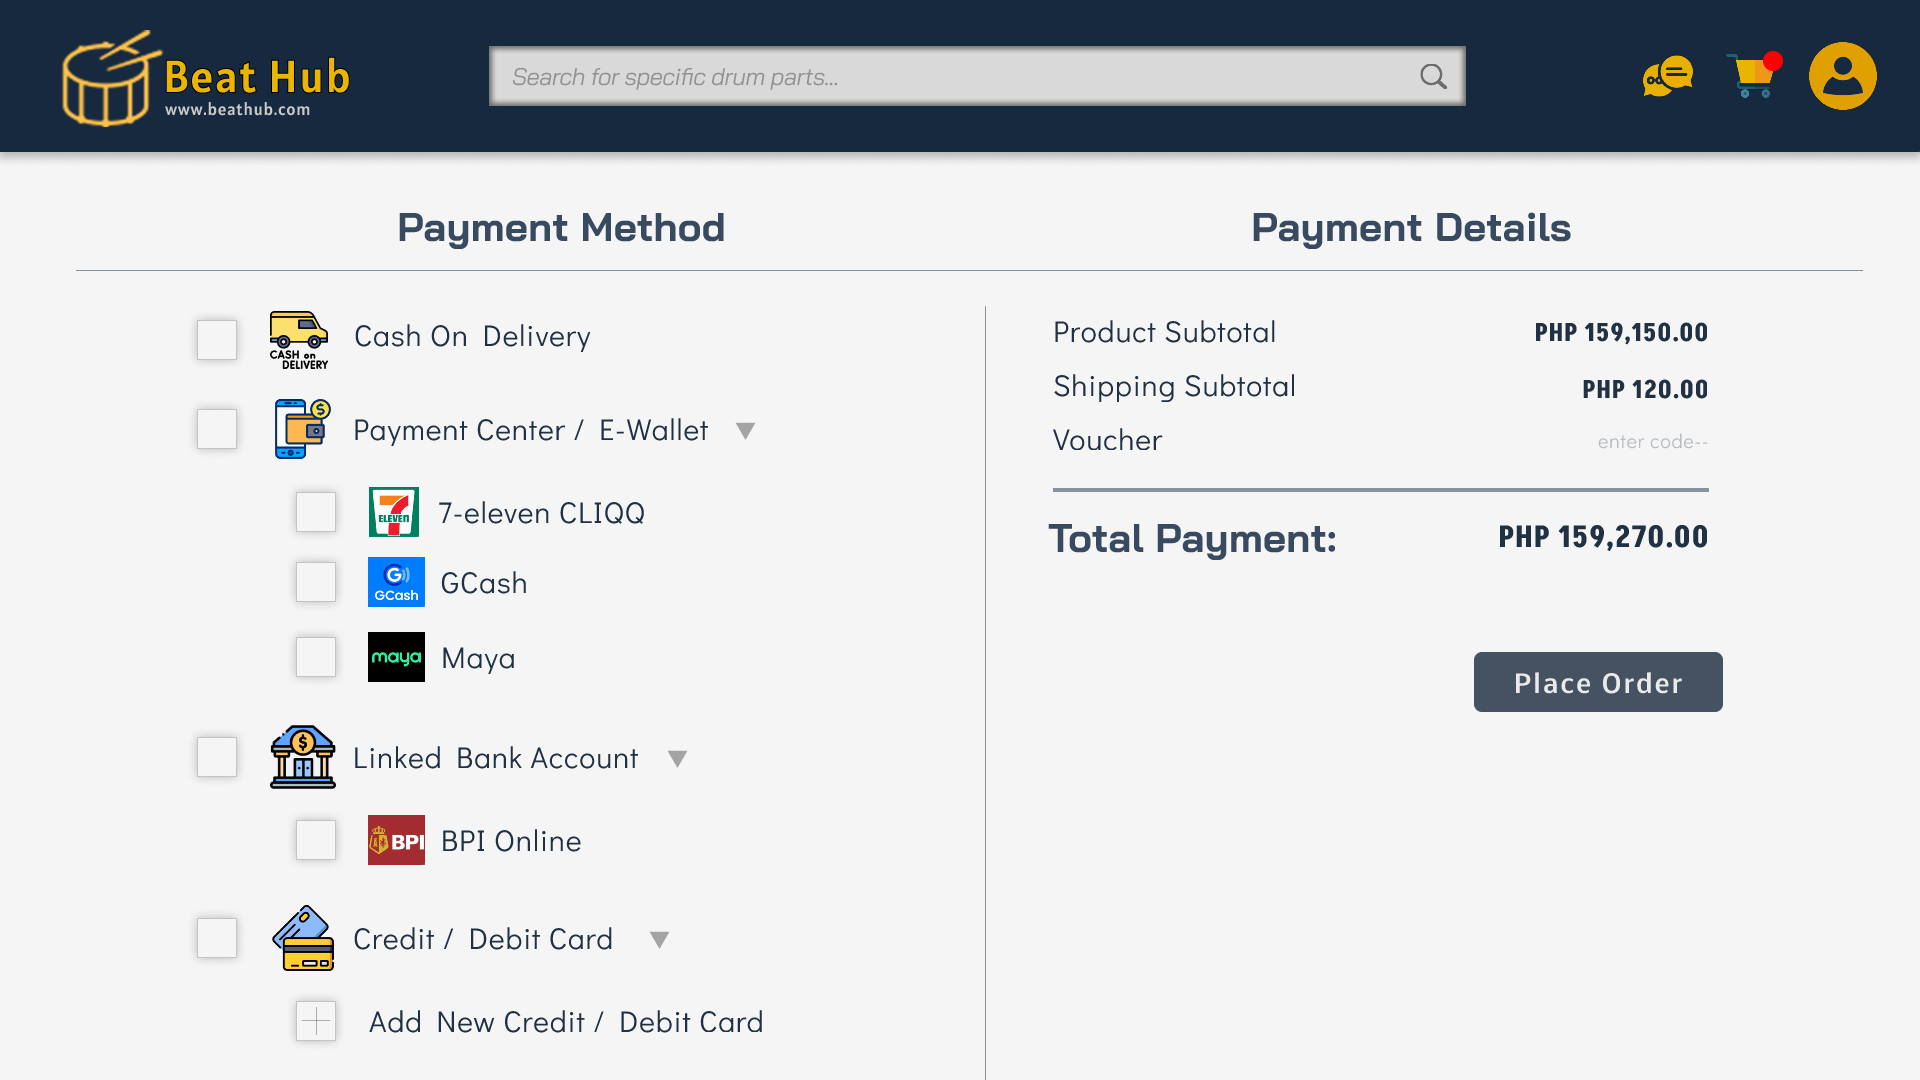 Beat Hub
www.beathub.com
Search for specific drum parts...
Payment Method
Payment Details
CASH on
DELIVERY
Cash On Delivery
Payment Center / E-Wallet
7
ELEVEN
7-eleven CLIQQ
G
GCash
GCash
maya
Maya
Linked Bank Account
BPI
BPI Online
Credit / Debit Card
Add New Credit / Debit Card
Product Subtotal PHP 159,150.00
Shipping Subtotal PHP 120.00
Voucher enter code--
Total Payment: PHP 159,270.00
Place Order